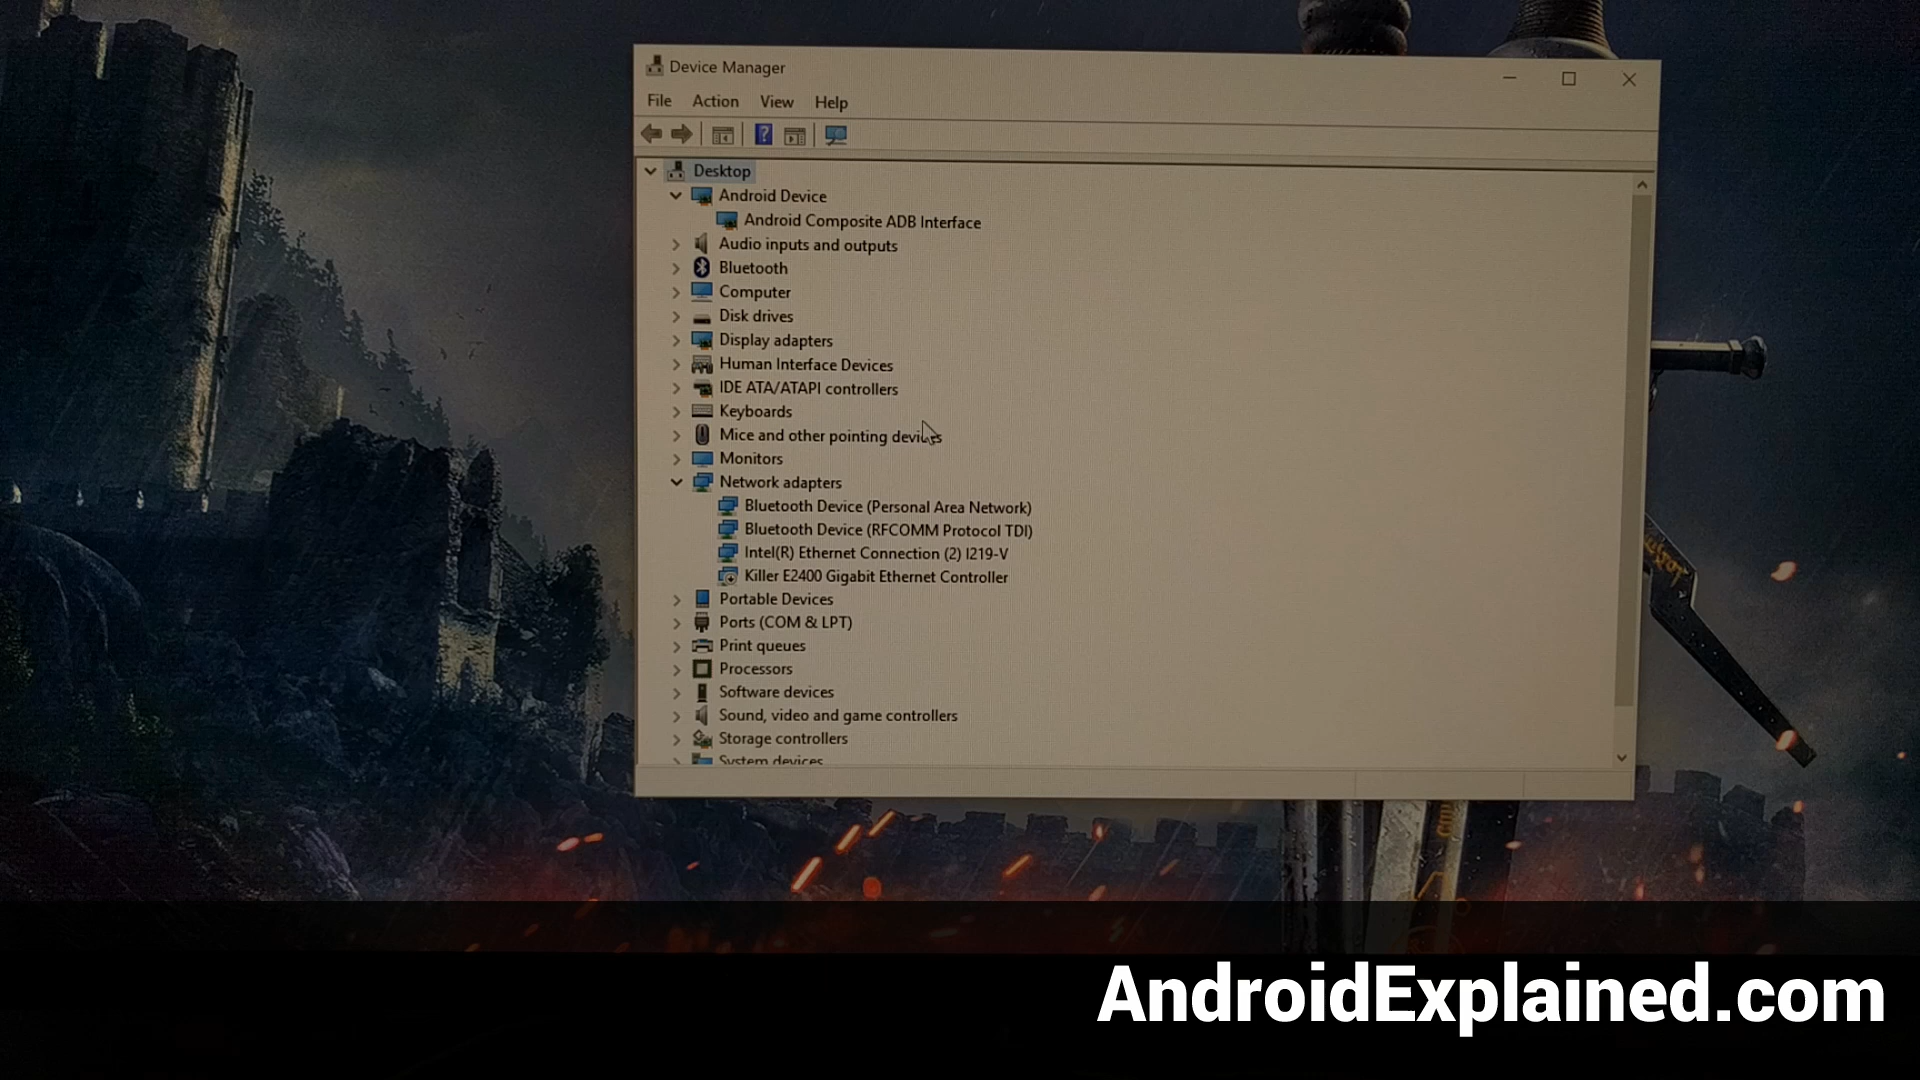 Device Manager
File Action View Help
Desktop
Android Device
Android Composite ADB Interface
Audio inputs and outputs
Bluetooth
Computer
Disk drives
Display adapters
Human Interface Devices
IDE ATA/ATAPI controllers
Keyboards
Mice and other pointing devices
Monitors
Network adapters
Bluetooth Device (Personal Area Network)
Bluetooth Device (RFCOMM Protocol TDI)
Intel(R) Ethernet Connection (2) I219-V
Killer E2400 Gigabit Ethernet Controller
Portable Devices
Ports (COM & LPT)
Print queues
Processors
Software devices
Sound, video and game controllers
Storage controllers
System devices
AndroidExplained.com